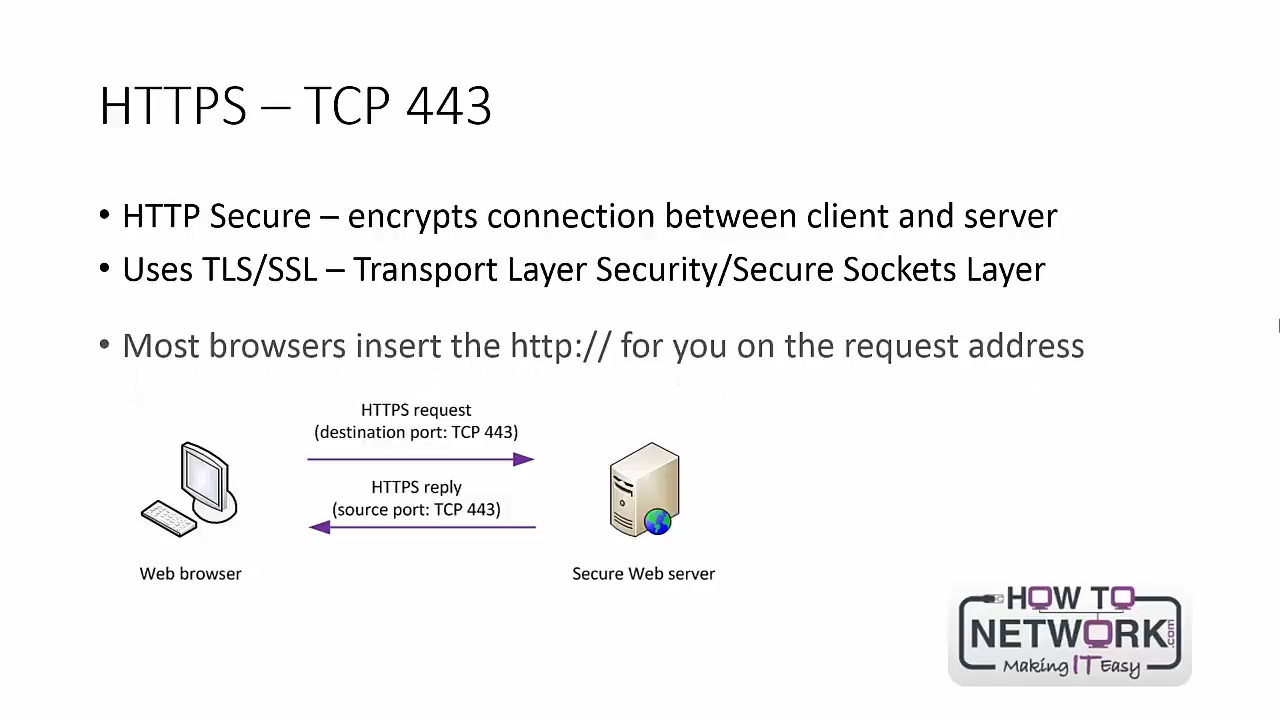 HTTPS – TCP 443
• HTTP Secure – encrypts connection between client and server
• Uses TLS/SSL – Transport Layer Security/Secure Sockets Layer
• Most browsers insert the http:// for you on the request address
HTTPS request
(destination port: TCP 443)
HTTPS reply
(source port: TCP 443)
Web browser
Secure Web server
HOW TO
NETWORK.com
Making IT Easy